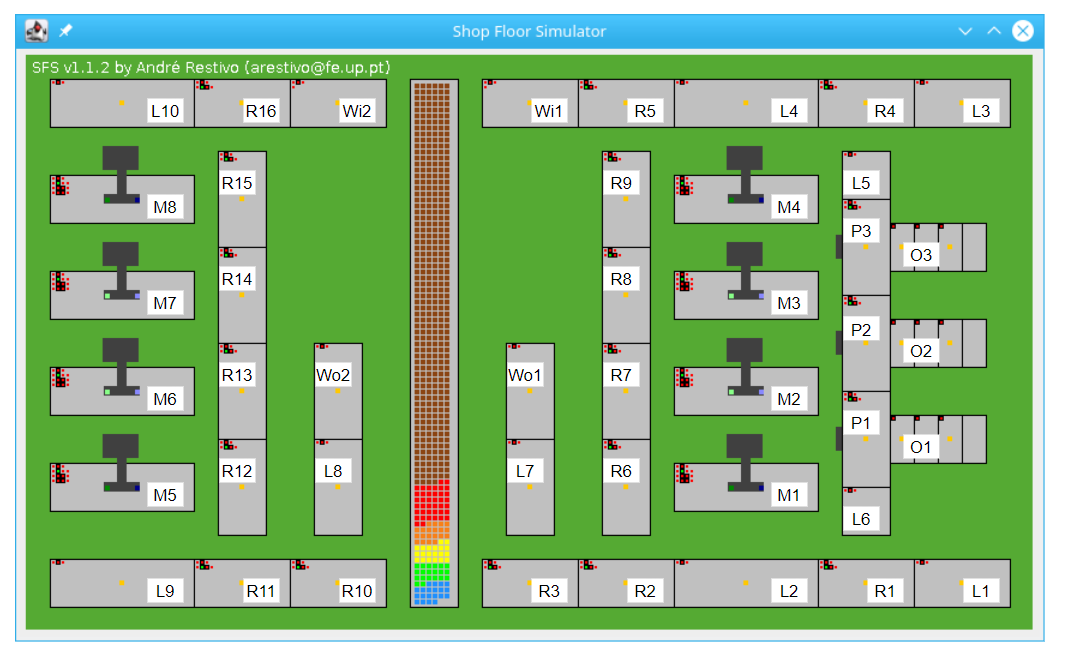 Shop Floor Simulator
SFS v1.1.2 by André Restivo (arestivo@fe.up.pt)
L10 R16 Wi2 Wi1 R5 L4 R4 L3
R15 R9 L5
M8 M4
P3
O3
R14 R8
M7 M3
P2
O2
R13 Wo2 Wo1 R7
M6 M2
P1
O1
R12 L8 L7 R6
M5 M1
L6
L9 R11 R10 R3 R2 L2 R1 L1